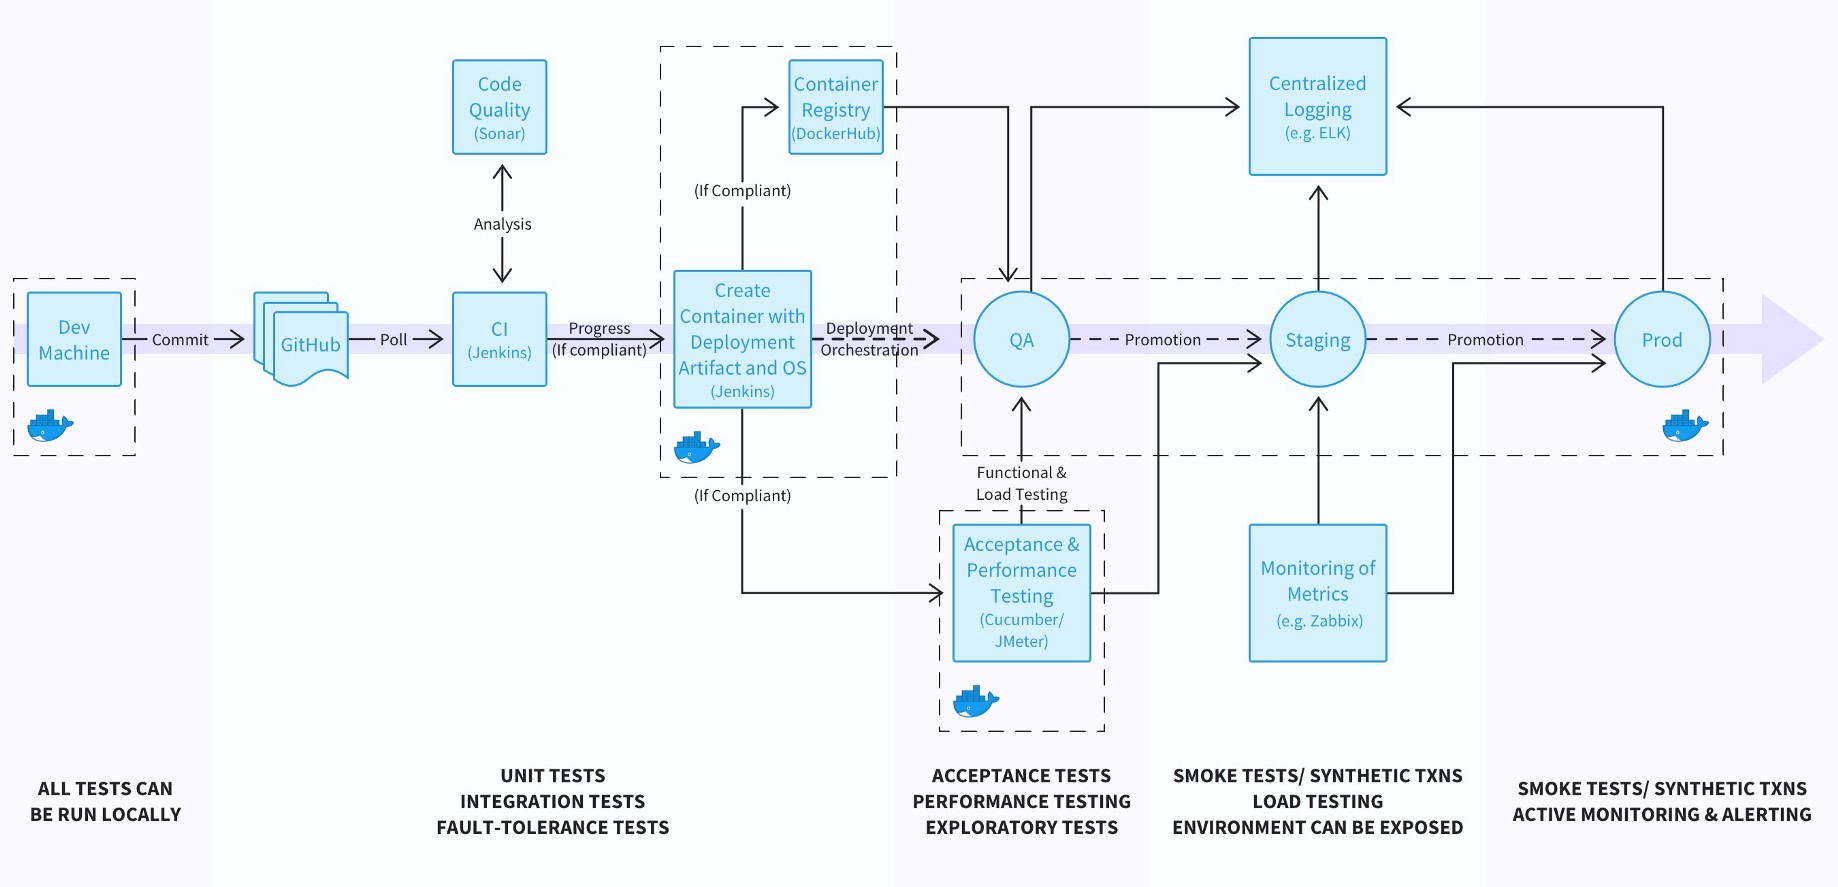 Code
Quality
(Sonar)
Container
Registry
(DockerHub)
Centralized
Logging
(e.g. ELK)
(If Compliant)
Analysis
Dev
Machine
Commit
GitHub
Poll
CI
(Jenkins)
Progress
(If compliant)
Create
Container with
Deployment
Artifact and OS
(Jenkins)
Deployment
Orchestration
QA
Promotion
Staging
Promotion
Prod
(If Compliant)
Functional &
Load Testing
Acceptance &
Performance
Testing
(Cucumber/
JMeter)
Monitoring of
Metrics
(e.g. Zabbix)
ALL TESTS CAN
BE RUN LOCALLY
UNIT TESTS
INTEGRATION TESTS
FAULT-TOLERANCE TESTS
ACCEPTANCE TESTS
PERFORMANCE TESTING
EXPLORATORY TESTS
SMOKE TESTS/ SYNTHETIC TXNS
LOAD TESTING
ENVIRONMENT CAN BE EXPOSED
SMOKE TESTS/ SYNTHETIC TXNS
ACTIVE MONITORING & ALERTING